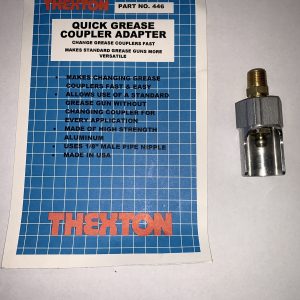 THEXTON
PART NO. 446
QUICK GREASE
COUPLER ADAPTER
CHANGE GREASE COUPLERS FAST
MAKES STANDARD GREASE GUNS MORE
VERSATILE
• MAKES CHANGING GREASE
COUPLERS FAST & EASY
• ALLOWS USE OF A STANDARD
GREASE GUN WITHOUT
CHANGING COUPLER FOR
EVERY APPLICATION
• MADE OF HIGH STRENGTH
ALUMINUM
• USES 1/8" MALE PIPE NIPPLE
• MADE IN USA
THEXTON